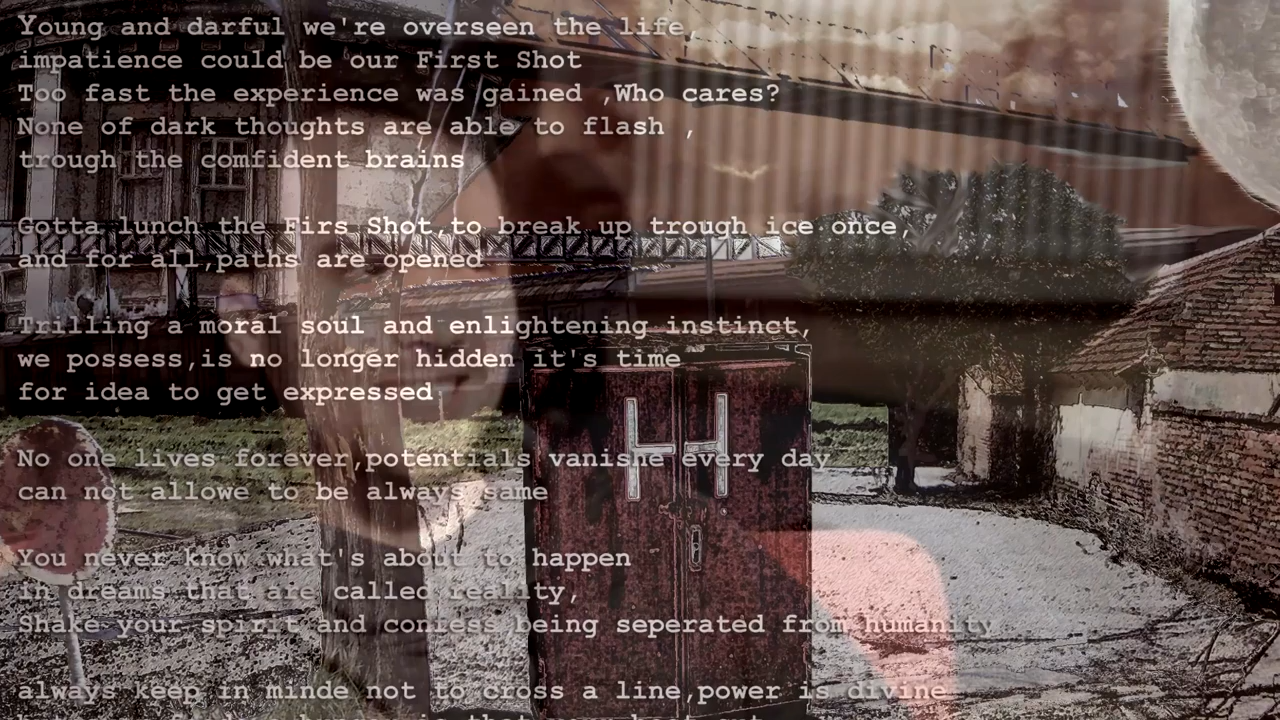 Young and darful we're overseen the life,
impatience could be our First Shot
Too fast the experience was gained ,Who cares?
None of dark thoughts are able to flash ,
trough the comfident brains
Gotta lunch the Firs Shot,to break up trough ice once,
and for all,paths are opened
Trilling a moral soul and enlightening instinct,
we possess,is no longer hidden it's time
for idea to get expressed
No one lives forever,potentials vanishe every day
can not allowe to be always same
You never know what's about to happen
in dreams that are called reality,
Shake your spirit and confess being seperated from humanity
always keep in minde not to cross a line,power is divine
H